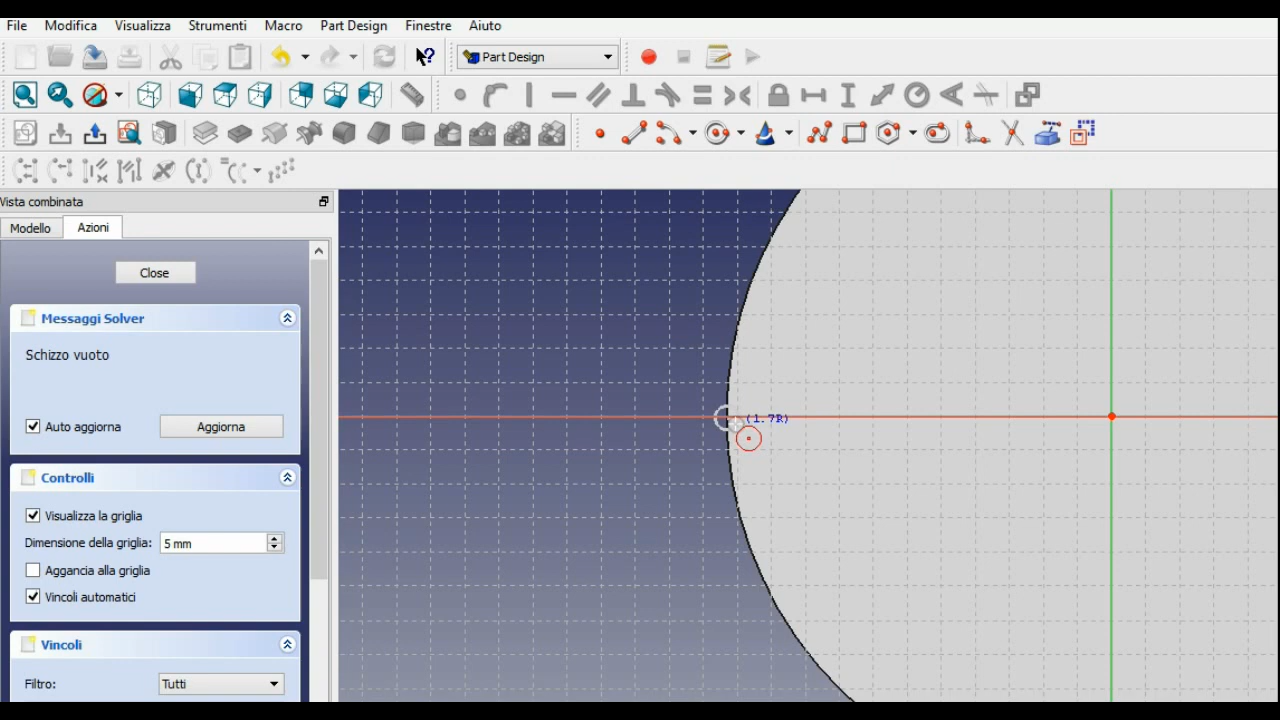 File Modifica Visualizza Strumenti Macro Part Design Finestre Aiuto
Part Design
Vista combinata
Modello Azioni
Close
Messaggi Solver
Schizzo vuoto
Auto aggiorna Aggiorna
Controlli
Visualizza la griglia
Dimensione della griglia: 5 mm
Aggancia alla griglia
Vincoli automatici
Vincoli
Filtro: Tutti
(1.7R)